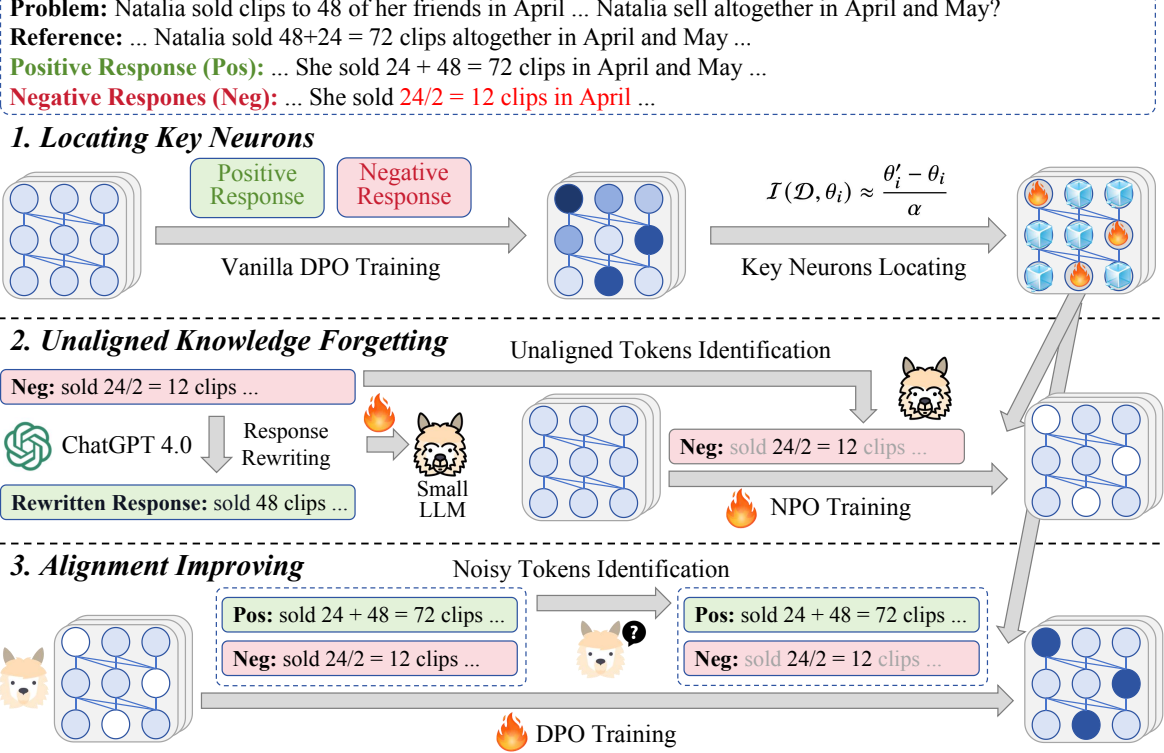 Problem: Natalia sold clips to 48 of her friends in April ... Natalia sell altogether in April and May?
Reference: ... Natalia sold 48+24 = 72 clips altogether in April and May ...
Positive Response (Pos): ... She sold 24 + 48 = 72 clips in April and May ...
Negative Respones (Neg): ... She sold 24/2 = 12 clips in April ...
1. Locating Key Neurons
Positive
Response
Negative
Response
Vanilla DPO Training
I(D, θ_i) ≈ (θ'_i − θ_i) / α
Key Neurons Locating
2. Unaligned Knowledge Forgetting
Unaligned Tokens Identification
Neg: sold 24/2 = 12 clips ...
ChatGPT 4.0
Response
Rewriting
Small
LLM
Rewritten Response: sold 48 clips ...
Neg: sold 24/2 = 12 clips ...
NPO Training
3. Alignment Improving
Noisy Tokens Identification
Pos: sold 24 + 48 = 72 clips ...
Neg: sold 24/2 = 12 clips ...
?
Pos: sold 24 + 48 = 72 clips ...
Neg: sold 24/2 = 12 clips ...
DPO Training